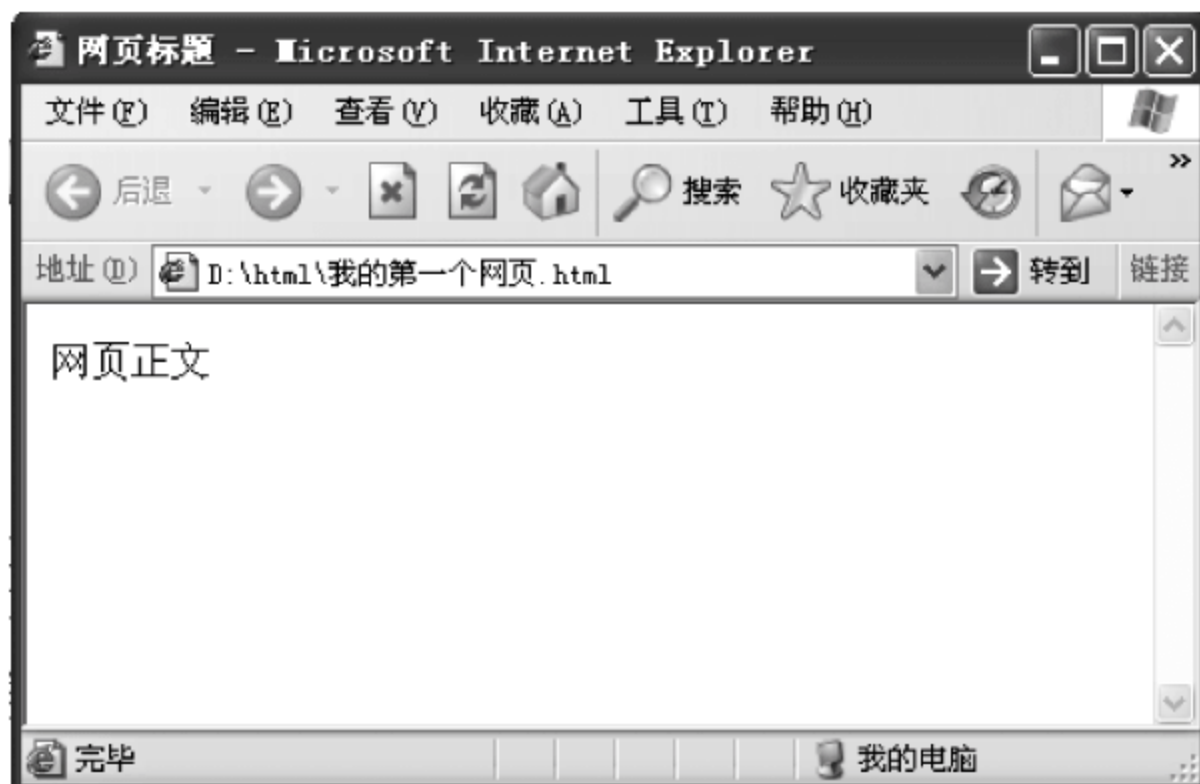 网页标题 - Microsoft Internet Explorer
文件(F) 编辑(E) 查看(V) 收藏(A) 工具(T) 帮助(H)
后退 搜索 收藏夹 »
地址(D) D:\html\我的第一个网页.html 转到 链接
网页正文
完毕 我的电脑